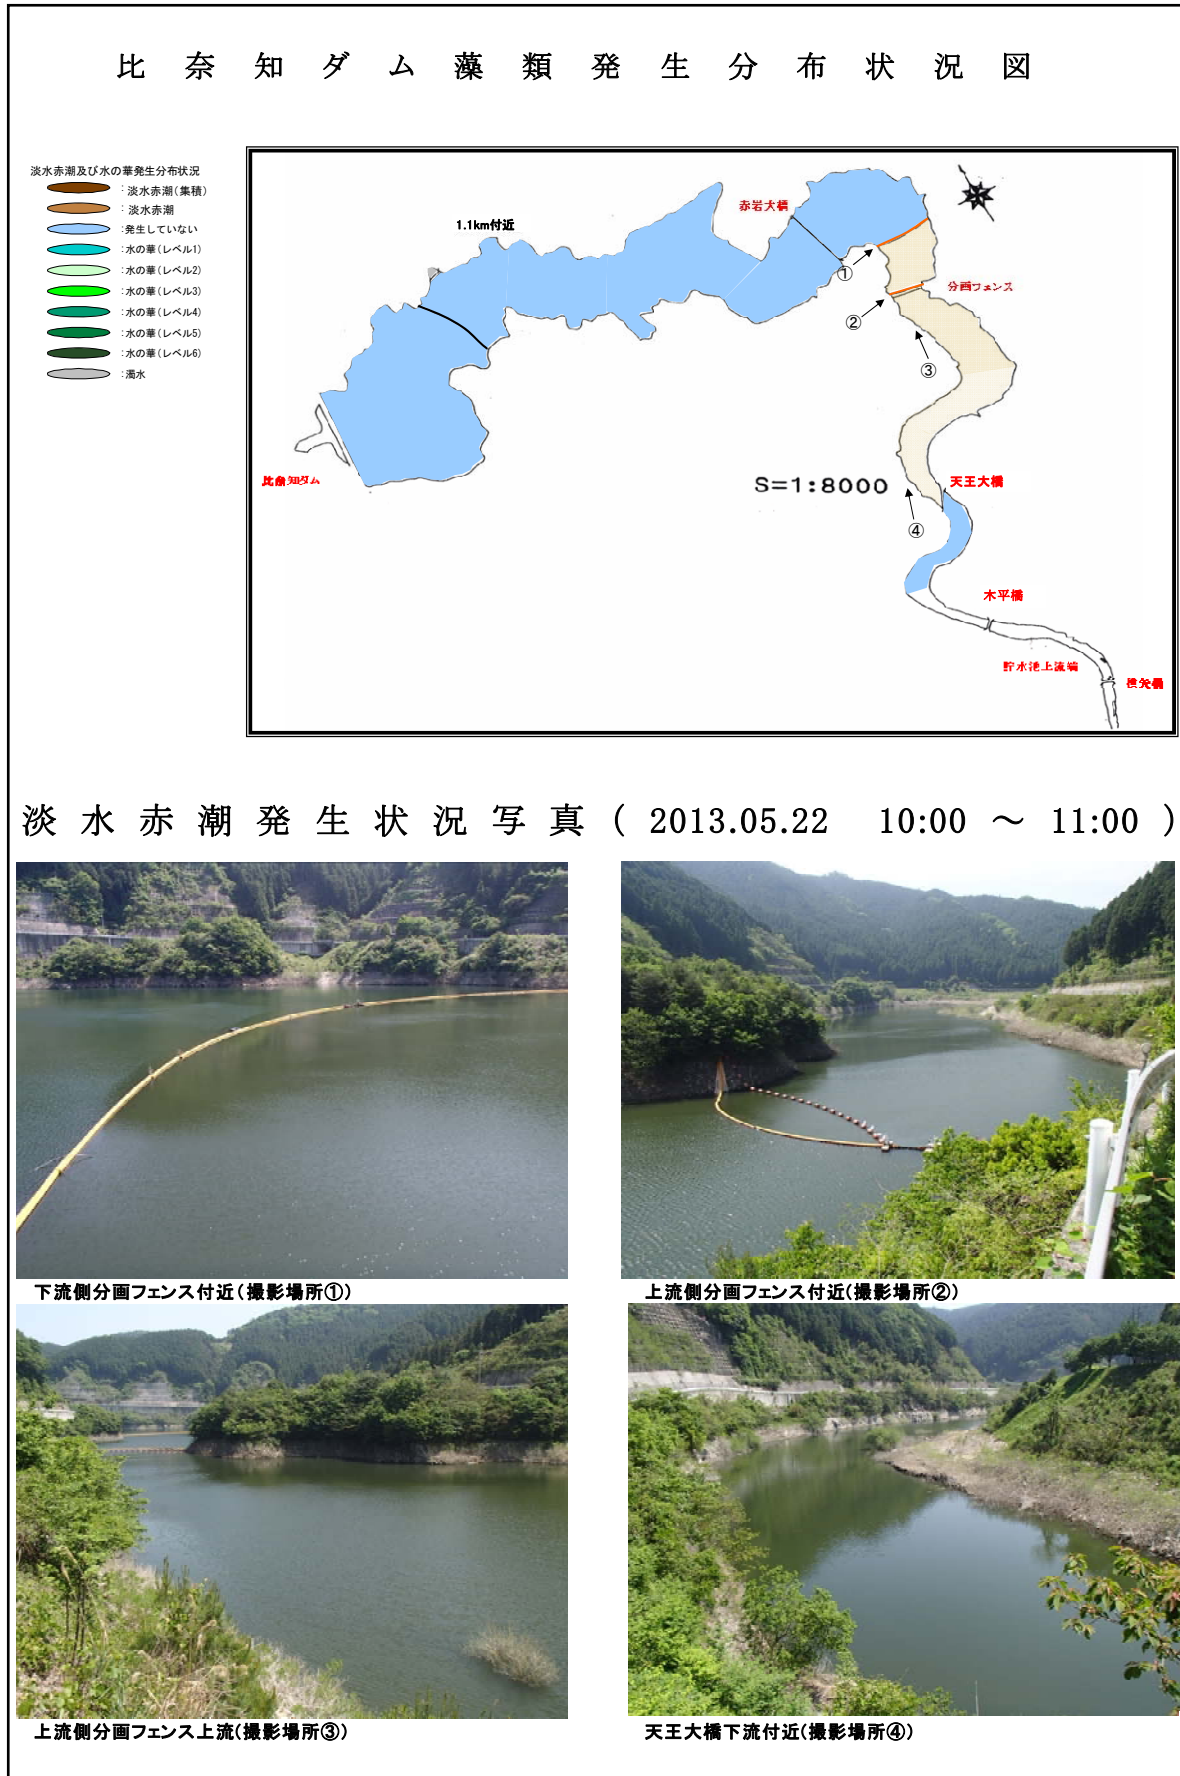 比奈知ダム藻類発生分布状況図
淡水赤潮及び水の華発生分布状況
：淡水赤潮（集積）
：淡水赤潮
：発生していない
：水の華（レベル1）
：水の華（レベル2）
：水の華（レベル3）
：水の華（レベル4）
：水の華（レベル5）
：水の華（レベル6）
：濁水
1.1km付近
赤岩大橋
①
分画フェンス
②
③
比奈知ダム
S=1:8000
天王大橋
④
木平橋
貯水池上流端
淡水赤潮発生状況写真（ 2013.05.22 10:00 ～ 11:00 ）
下流側分画フェンス付近（撮影場所①）
上流側分画フェンス付近（撮影場所②）
上流側分画フェンス上流（撮影場所③）
天王大橋下流付近（撮影場所④）